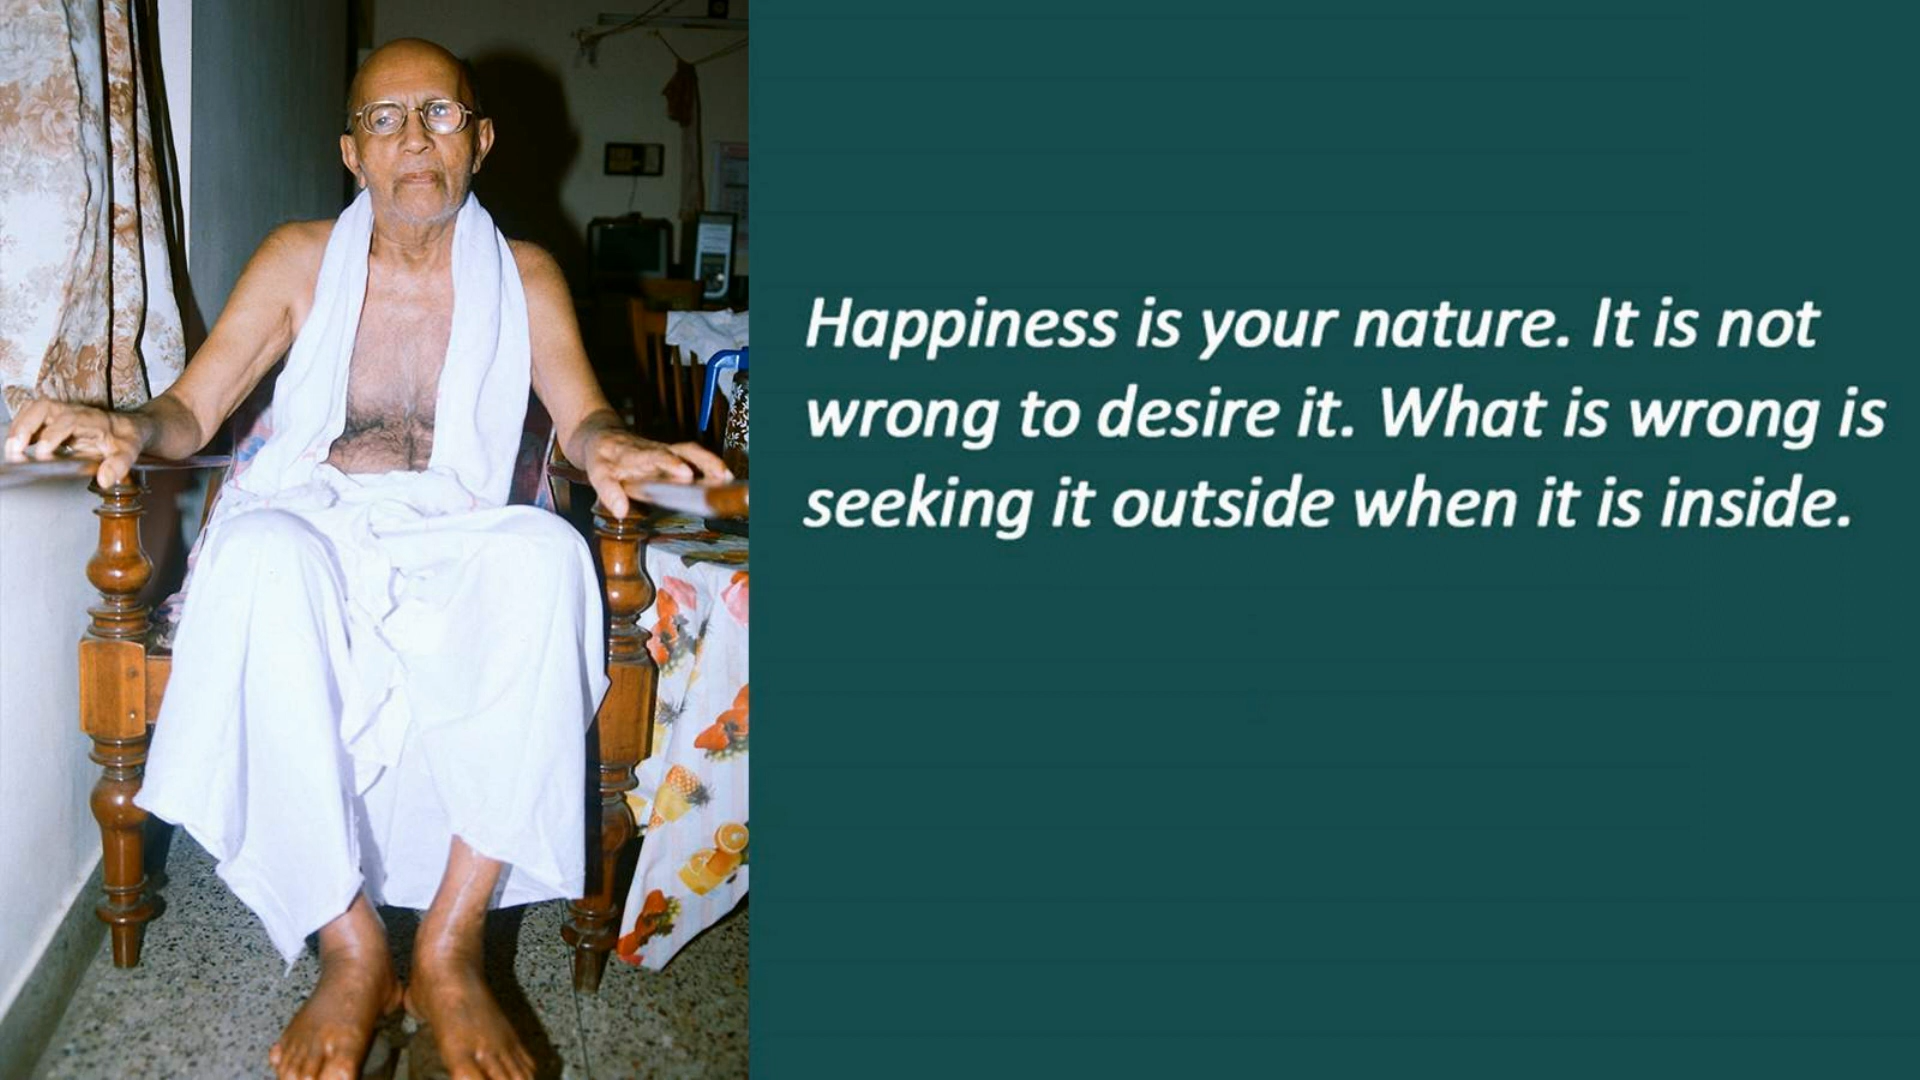 Happiness is your nature. It is not
wrong to desire it. What is wrong is
seeking it outside when it is inside.